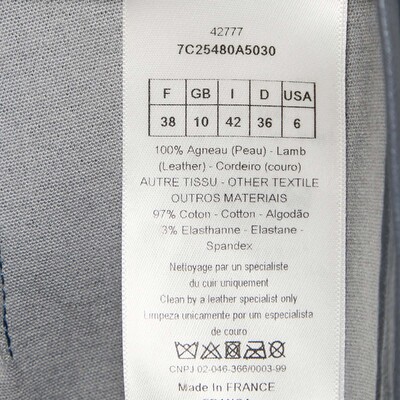 42777
7C25480A5030
F GB I D USA
38 10 42 36 6
100% Agneau (Peau) - Lamb
(Leather) - Cordeiro (couro)
AUTRE TISSU - OTHER TEXTILE
OUTROS MATERIAIS
97% Coton - Cotton - Algodão
3% Elasthanne - Elastane -
Spandex
Nettoyage par un specialiste
du cuir uniquement
Clean by a leather specialist only
Limpeza unicamente por um especialista
de couro
CNPJ 02-046-366/0003-99
Made In FRANCE